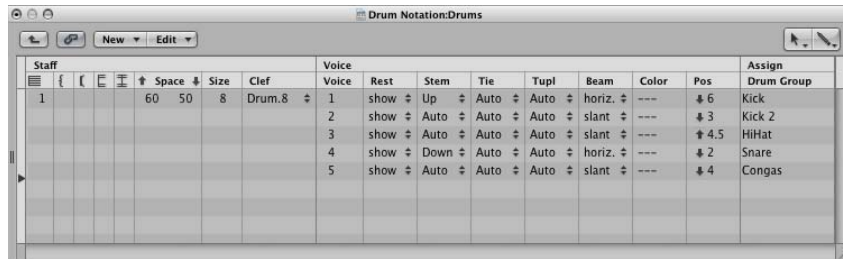 Drum Notation:Drums
New Edit
Staff Voice Assign
Space Size Clef Voice Rest Stem Tie Tupl Beam Color Pos Drum Group
1 60 50 8 Drum.8 1 show Up Auto Auto horiz. --- 6 Kick
2 show Auto Auto Auto slant --- 3 Kick 2
3 show Auto Auto Auto slant --- 4.5 HiHat
4 show Down Auto Auto horiz. --- 2 Snare
5 show Auto Auto Auto slant --- 4 Congas